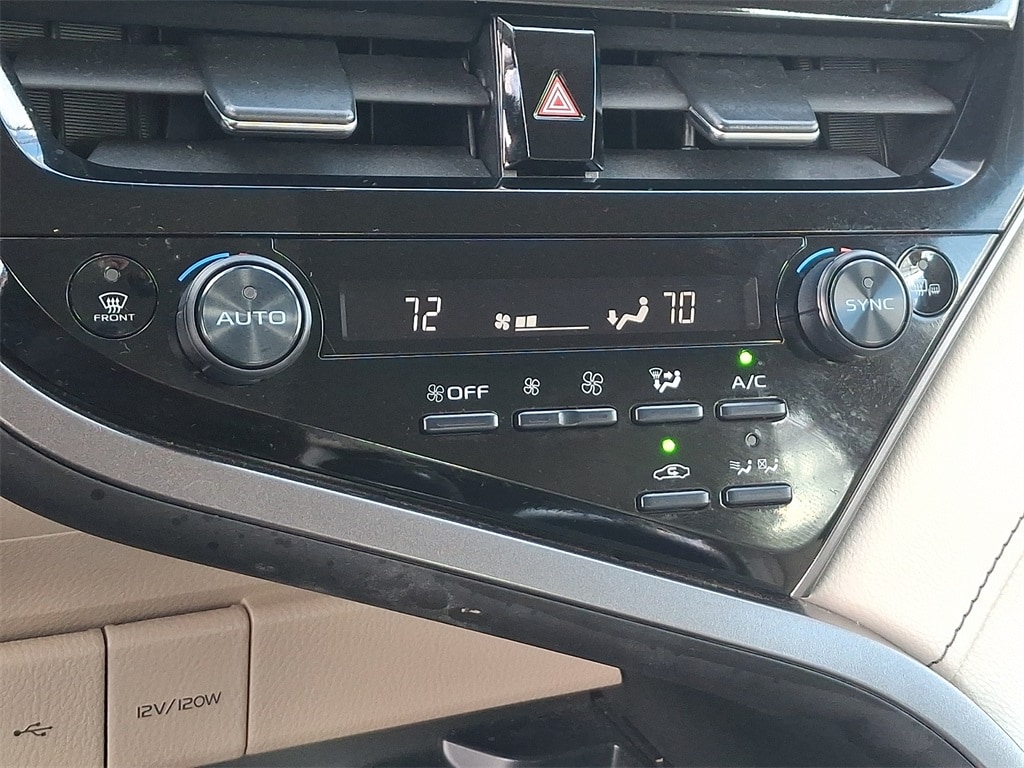 FRONT
AUTO
72
70
SYNC
OFF
A/C
12V/120W